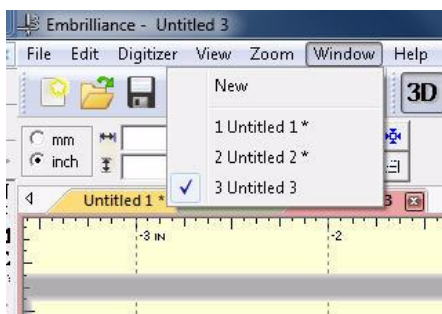 Embrilliance - Untitled 3
File Edit Digitizer View Zoom Window Help
New
3D
mm
1 Untitled 1 *
inch
2 Untitled 2 *
3 Untitled 3
Untitled 1 *
3
-3 IN
-2